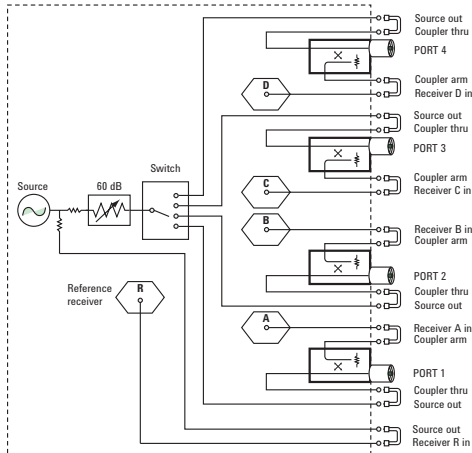 Source out
Coupler thru
PORT 4
Coupler arm
D
Receiver D in
Source out
Coupler thru
PORT 3
Switch
Coupler arm
Source
60 dB
C
Receiver C in
B
Receiver B in
Coupler arm
PORT 2
Reference
receiver
R
Coupler thru
Source out
A
Receiver A in
Coupler arm
PORT 1
Coupler thru
Source out
Source out
Receiver R in